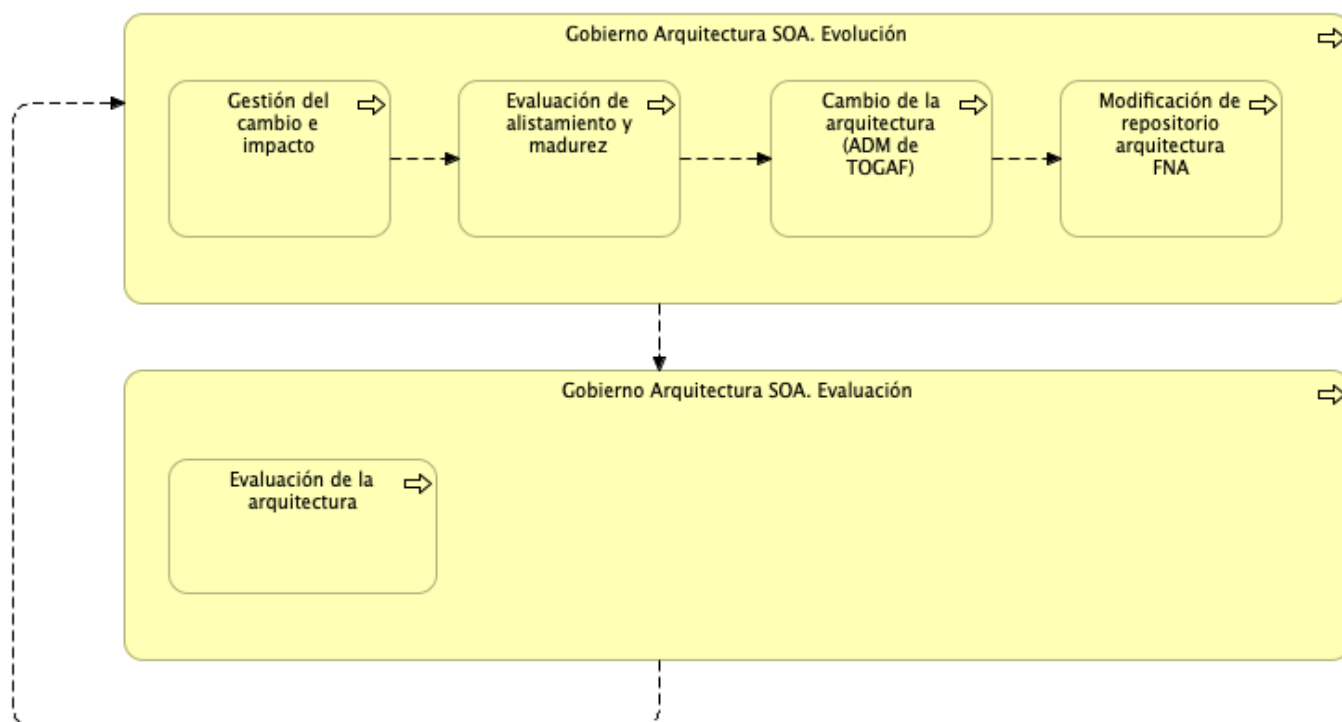 Gobierno Arquitectura SOA. Evolución
Gestión del
cambio e
impacto
Evaluación de
alistamiento y
madurez
Cambio de la
arquitectura
(ADM de
TOGAF)
Modificación de
repositorio
arquitectura
FNA
Gobierno Arquitectura SOA. Evaluación
Evaluación de la
arquitectura